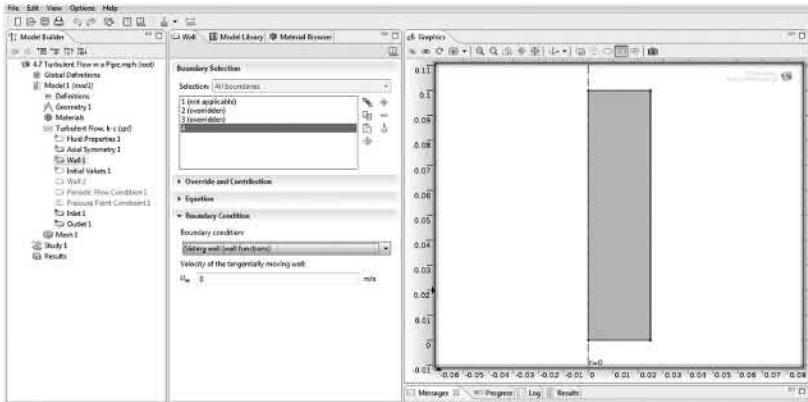 File Edit View Options Help
Model Builder
4.7 Turbulent Flow in a Pipe.mph (root)
Global Definitions
Model 1 (mod1)
Definitions
Geometry 1
Materials
Turbulent Flow, k-ε (spf)
Fluid Properties 1
Axial Symmetry 1
Wall 1
Initial Values 1
Wall 2
Periodic Flow Condition 1
Pressure Point Constraint 1
Inlet 1
Outlet 1
Mesh 1
Study 1
Results
Wall Model Library Material Browser
Boundary Selection
Selection: All boundaries
1 (not applicable)
2 (overridden)
3 (overridden)
4
Override and Contribution
Equation
Boundary Condition
Boundary condition:
Sliding wall (wall functions)
Velocity of the tangentially moving wall:
Uw 0 m/s
Graphics
0.11
0.1
0.09
0.08
0.07
0.06
0.05
0.04
0.03
0.02
0.01
0
-0.01
r=0
-0.06 -0.05 -0.04 -0.03 -0.02 -0.01 0 0.01 0.02 0.03 0.04 0.05 0.06 0.07 0.08
Messages Progress Log Results